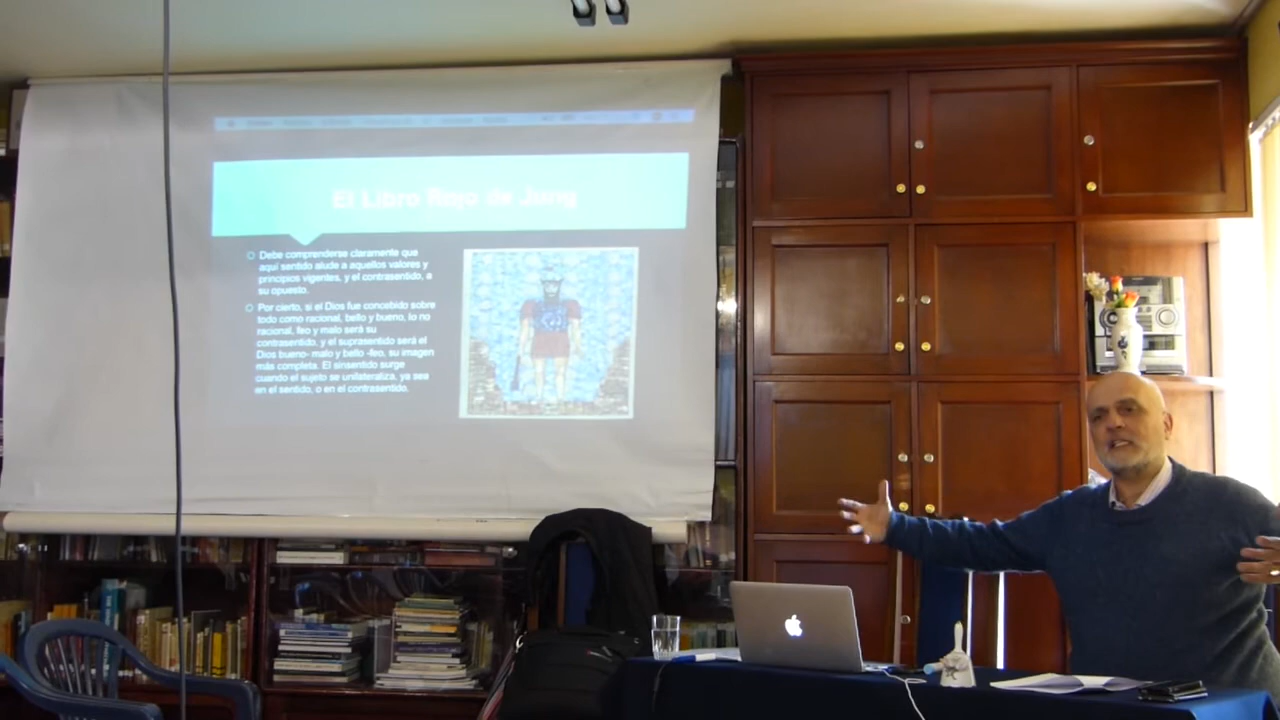 El Libro Rojo de Jung
Debe comprenderse claramente que
aquí sentido alude a aquellos valores y
principios vigentes, y el contrasentido, a
su opuesto.
Por cierto, si el Dios fue concebido sobre
todo como racional, bello y bueno, lo no
racional, feo y malo será su
contrasentido, y el suprasentido será el
Dios bueno- malo y bello -feo, su imagen
más completa. El sinsentido surge
cuando el sujeto se unilateraliza, ya sea
en el sentido, o en el contrasentido.